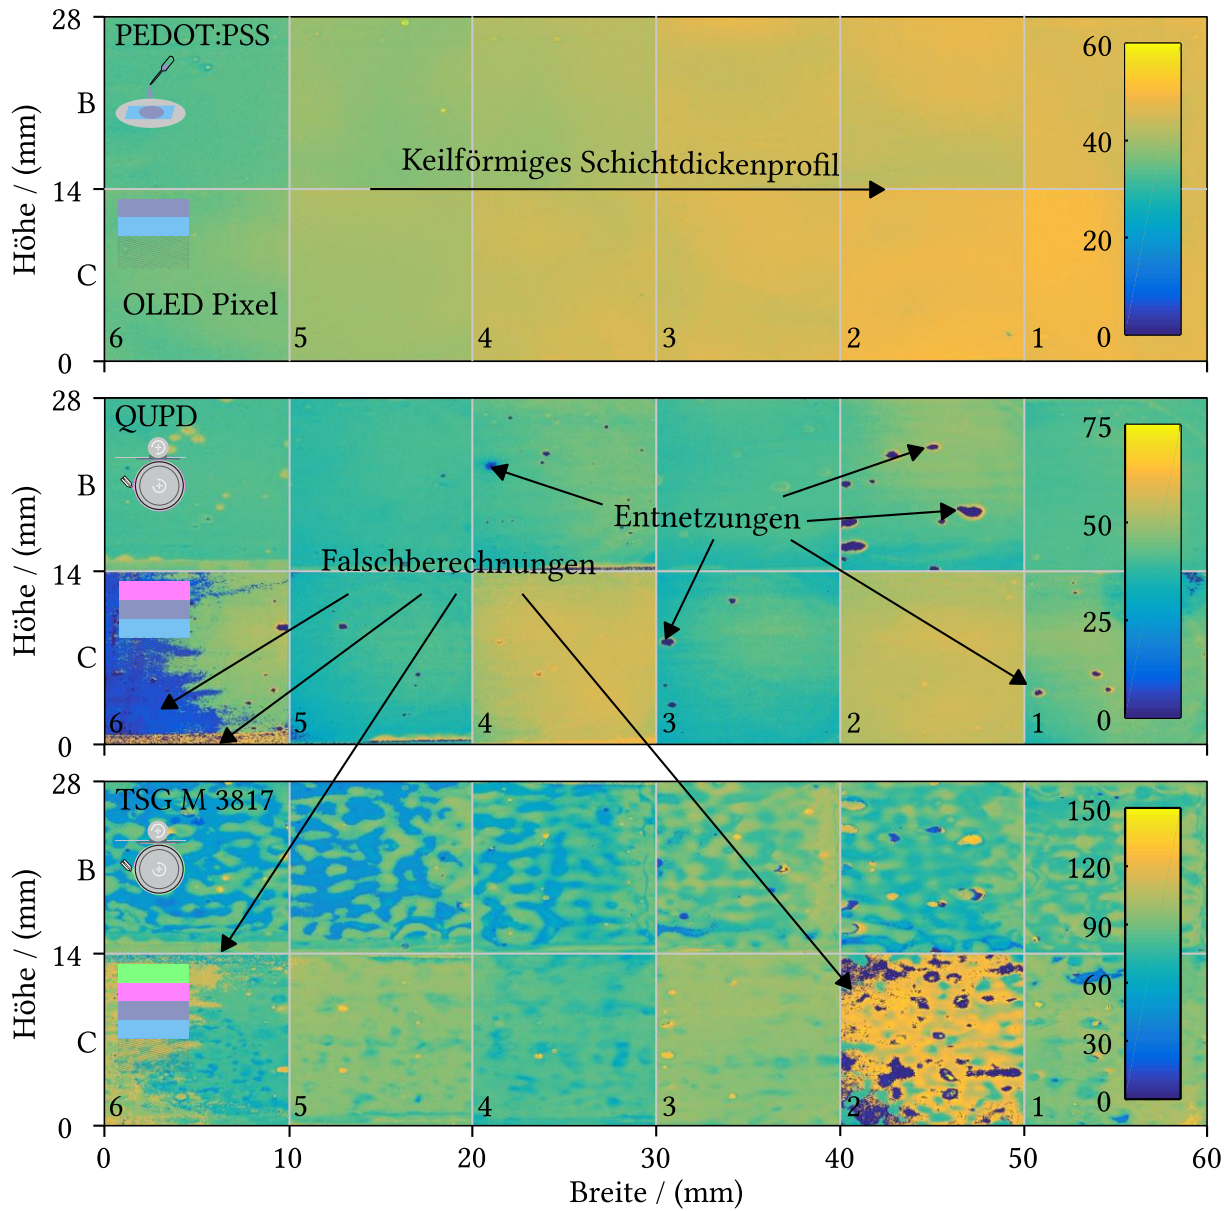 28
PEDOT:PSS
60
B
40
Keilförmiges Schichtdickenprofil
14
Höhe / (mm)
20
C
OLED Pixel
6
5
4
3
2
1
0
0
28
QUPD
75
B
50
Entnetzungen
Falschberechnungen
14
Höhe / (mm)
25
C
6
5
4
3
2
1
0
0
28
TSG M 3817
150
120
B
90
14
Höhe / (mm)
60
C
30
6
5
4
3
2
1
0
0
0
10
20
30
40
50
60
Breite / (mm)